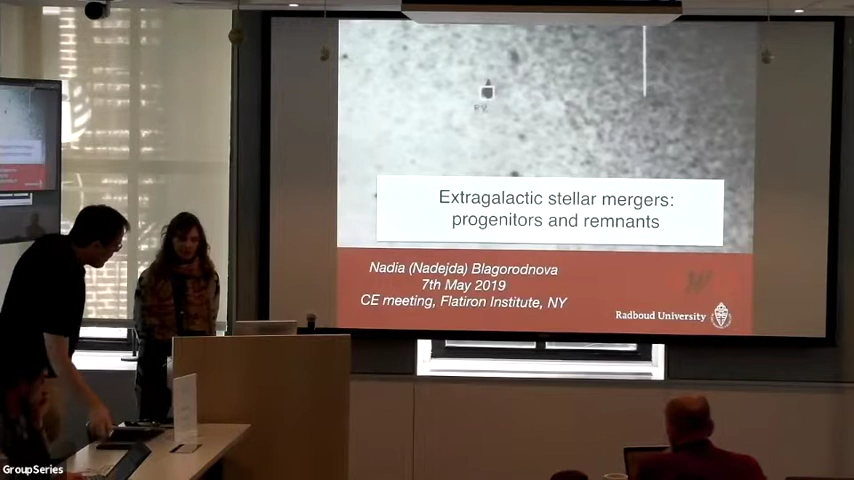 Extragalactic stellar mergers:
progenitors and remnants
Nadia (Nadejda) Blagorodnova
7th May 2019
CE meeting, Flatiron Institute, NY
Radboud University
GroupSeries